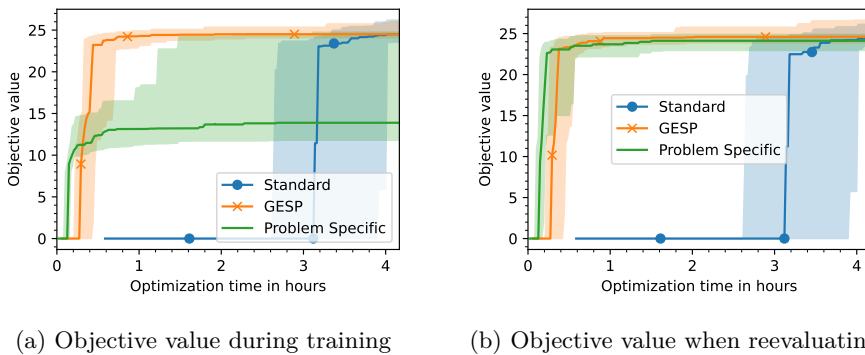 25
20
15
10
5
0
Objective value
Standard
GESP
Problem Specific
0
1
2
3
4
Optimization time in hours
(a) Objective value during training
25
20
15
10
5
0
Objective value
Standard
GESP
Problem Specific
0
1
2
3
4
Optimization time in hours
(b) Objective value when reevaluatin